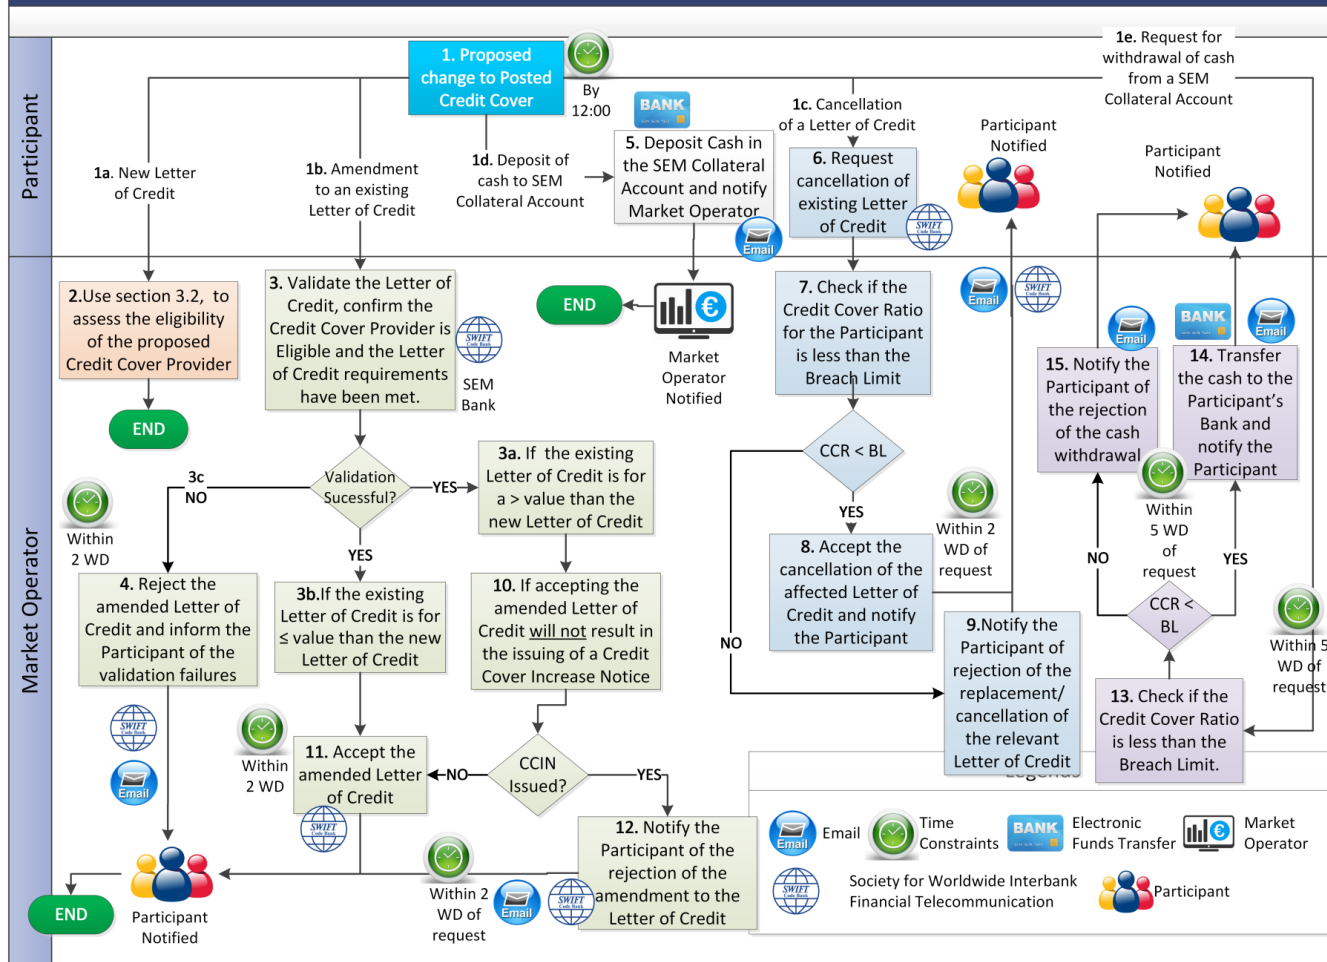 1. Proposed
change to Posted
Credit Cover
By
12:00
1e. Request for
withdrawal of cash
from a SEM
Collateral Account
Participant
1a. New Letter
of Credit
1b. Amendment
to an existing
Letter of Credit
1d. Deposit of
cash to SEM
Collateral Account
BANK
5. Deposit Cash in
the SEM Collateral
Account and notify
Market Operator
Email
1c. Cancellation
of a Letter of Credit
6. Request
cancellation of
existing Letter
of Credit
SWIFT
Code Bank
Participant
Notified
Participant
Notified
Market Operator
2.Use section 3.2, to
assess the eligibility
of the proposed
Credit Cover Provider
END
3. Validate the Letter of
Credit, confirm the
Credit Cover Provider is
Eligible and the Letter
of Credit requirements
have been met.
SWIFT
Code Bank
SEM
Bank
END
Market
Operator
Notified
7. Check if the
Credit Cover Ratio
for the Participant
is less than the
Breach Limit
Email
SWIFT
Code Bank
Email
BANK
Email
15. Notify the
Participant of
the rejection
of the cash
withdrawal
14. Transfer
the cash to the
Participant's
Bank and
notify the
Participant
Within
2 WD
3c
NO
Validation
Sucessful?
YES
YES
3a. If the existing
Letter of Credit is for
a > value than the
new Letter of Credit
CCR < BL
YES
NO
Within 2
WD of
request
Within
5 WD
of
request
NO
YES
4. Reject the
amended Letter of
Credit and inform the
Participant of the
validation failures
3b.If the existing
Letter of Credit is for
≤ value than the new
Letter of Credit
10. If accepting the
amended Letter of
Credit will not result in
the issuing of a Credit
Cover Increase Notice
8. Accept the
cancellation of the
affected Letter of
Credit and notify
the Participant
9.Notify the
Participant of
rejection of the
replacement/
cancellation of
the relevant
Letter of Credit
CCR <
BL
Within 5
WD of
request
13. Check if the
Credit Cover Ratio
is less than the
Breach Limit.
SWIFT
Code Bank
Email
Within
2 WD
11. Accept the
amended Letter
of Credit
SWIFT
Code Bank
NO
CCIN
Issued?
YES
12. Notify the
Participant of the
rejection of the
amendment to the
Letter of Credit
Within 2
WD of
request
Email
SWIFT
Code Bank
END
Participant
Notified
Legends
Email
Email
Time
Constraints
BANK
Electronic
Funds Transfer
Market
Operator
SWIFT
Code Bank
Society for Worldwide Interbank
Financial Telecommunication
Participant